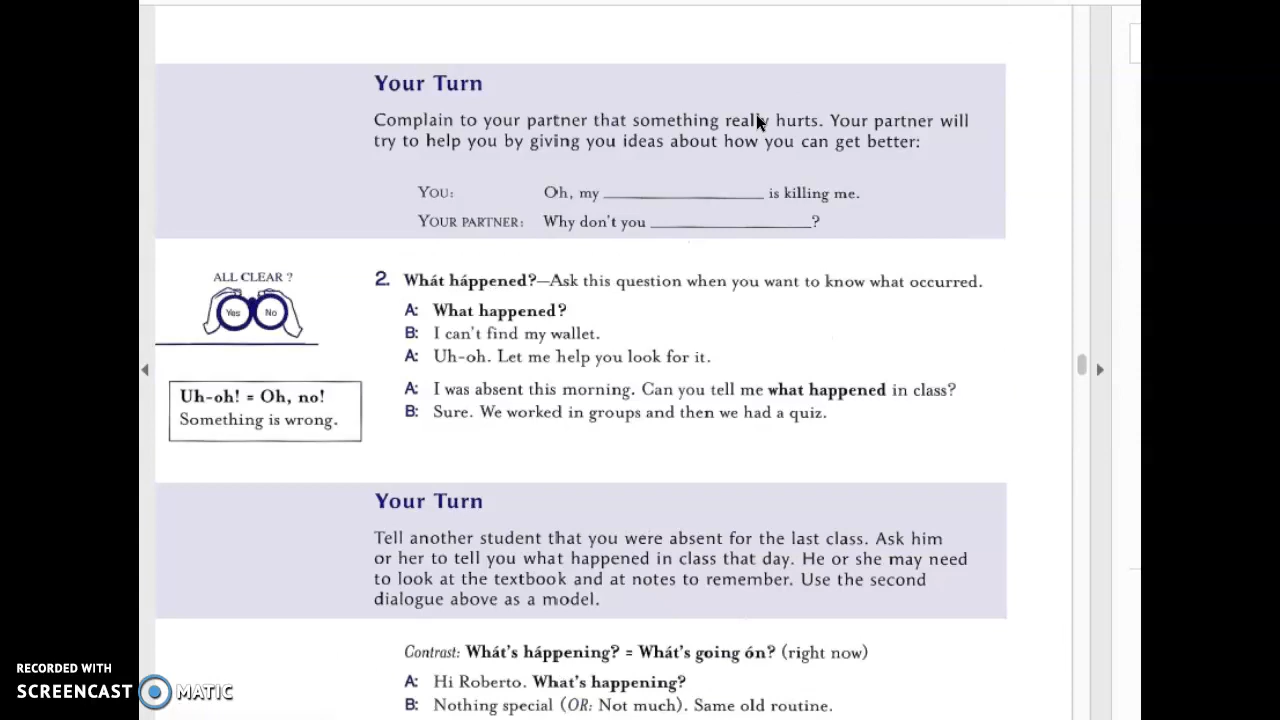 Your Turn
Complain to your partner that something really hurts. Your partner will
try to help you by giving you ideas about how you can get better:
YOU: Oh, my ____________ is killing me.
YOUR PARTNER: Why don't you ____________?
ALL CLEAR?
Yes No
2. Whát háppened?—Ask this question when you want to know what occurred.
A: What happened?
B: I can't find my wallet.
A: Uh-oh. Let me help you look for it.
A: I was absent this morning. Can you tell me what happened in class?
B: Sure. We worked in groups and then we had a quiz.
Uh-oh! = Oh, no!
Something is wrong.
Your Turn
Tell another student that you were absent for the last class. Ask him
or her to tell you what happened in class that day. He or she may need
to look at the textbook and at notes to remember. Use the second
dialogue above as a model.
Contrast: Whát's háppening? = Whát's going ón? (right now)
A: Hi Roberto. What's happening?
B: Nothing special (OR: Not much). Same old routine.
RECORDED WITH
SCREENCAST MATIC